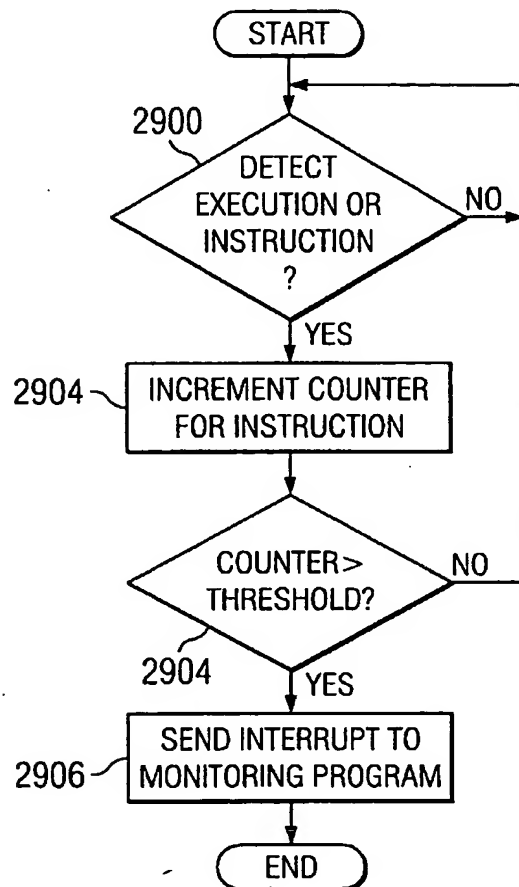 START
2900
DETECT
EXECUTION OR
INSTRUCTION
?
NO
YES
2904
INCREMENT COUNTER
FOR INSTRUCTION
COUNTER>
THRESHOLD?
NO
2904
YES
2906
SEND INTERRUPT TO
MONITORING PROGRAM
END